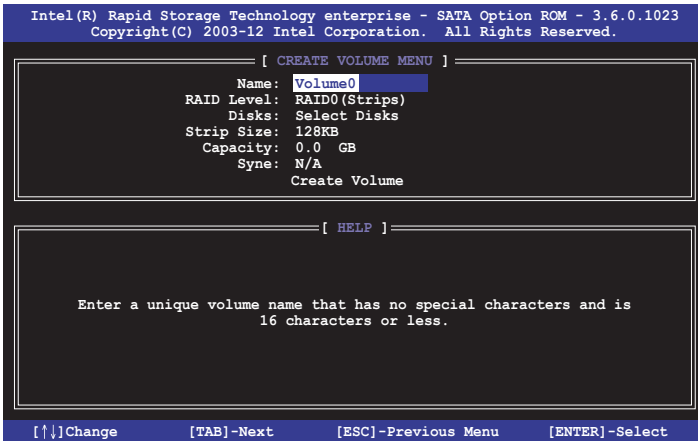 Intel(R) Rapid Storage Technology enterprise - SATA Option ROM - 3.6.0.1023
Copyright(C) 2003-12 Intel Corporation. All Rights Reserved.
[ CREATE VOLUME MENU ]
Name: Volume0
RAID Level: RAID0(Strips)
Disks: Select Disks
Strip Size: 128KB
Capacity: 0.0 GB
Syne: N/A
Create Volume
[ HELP ]
Enter a unique volume name that has no special characters and is
16 characters or less.
[↑↓]Change [TAB]-Next [ESC]-Previous Menu [ENTER]-Select